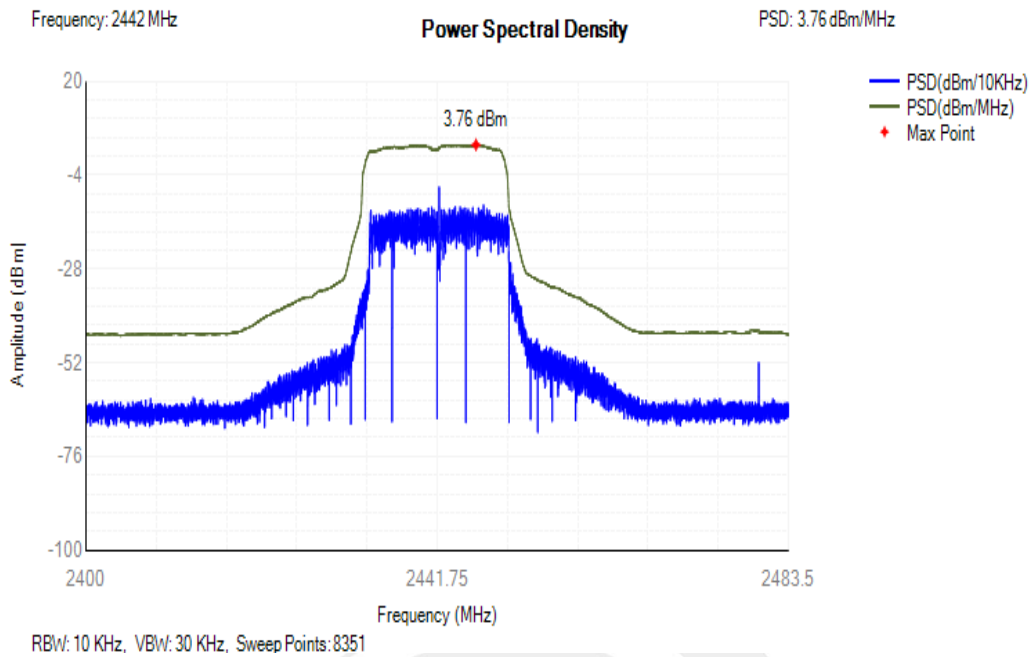 Frequency: 2442 MHz
Power Spectral Density
PSD: 3.76 dBm/MHz
PSD(dBm/10KHz)
PSD(dBm/MHz)
Max Point
3.76 dBm
20
-4
-28
-52
-76
-100
Amplitude (dBm)
2400
2441.75
2483.5
Frequency (MHz)
RBW: 10 KHz, VBW: 30 KHz, Sweep Points: 8351